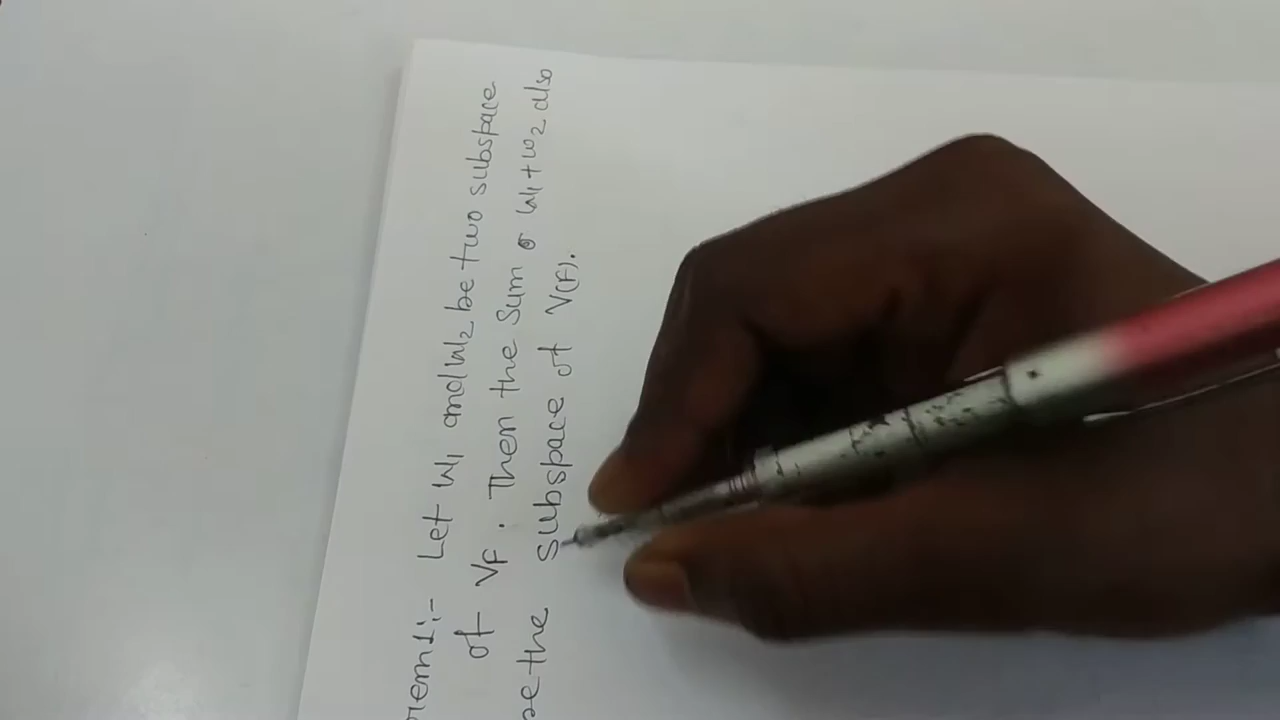 orem1:- Let W1 and W2 be two subspace
of VF. Then the Sum σ W1+W2 also
be the subspace of V(F).